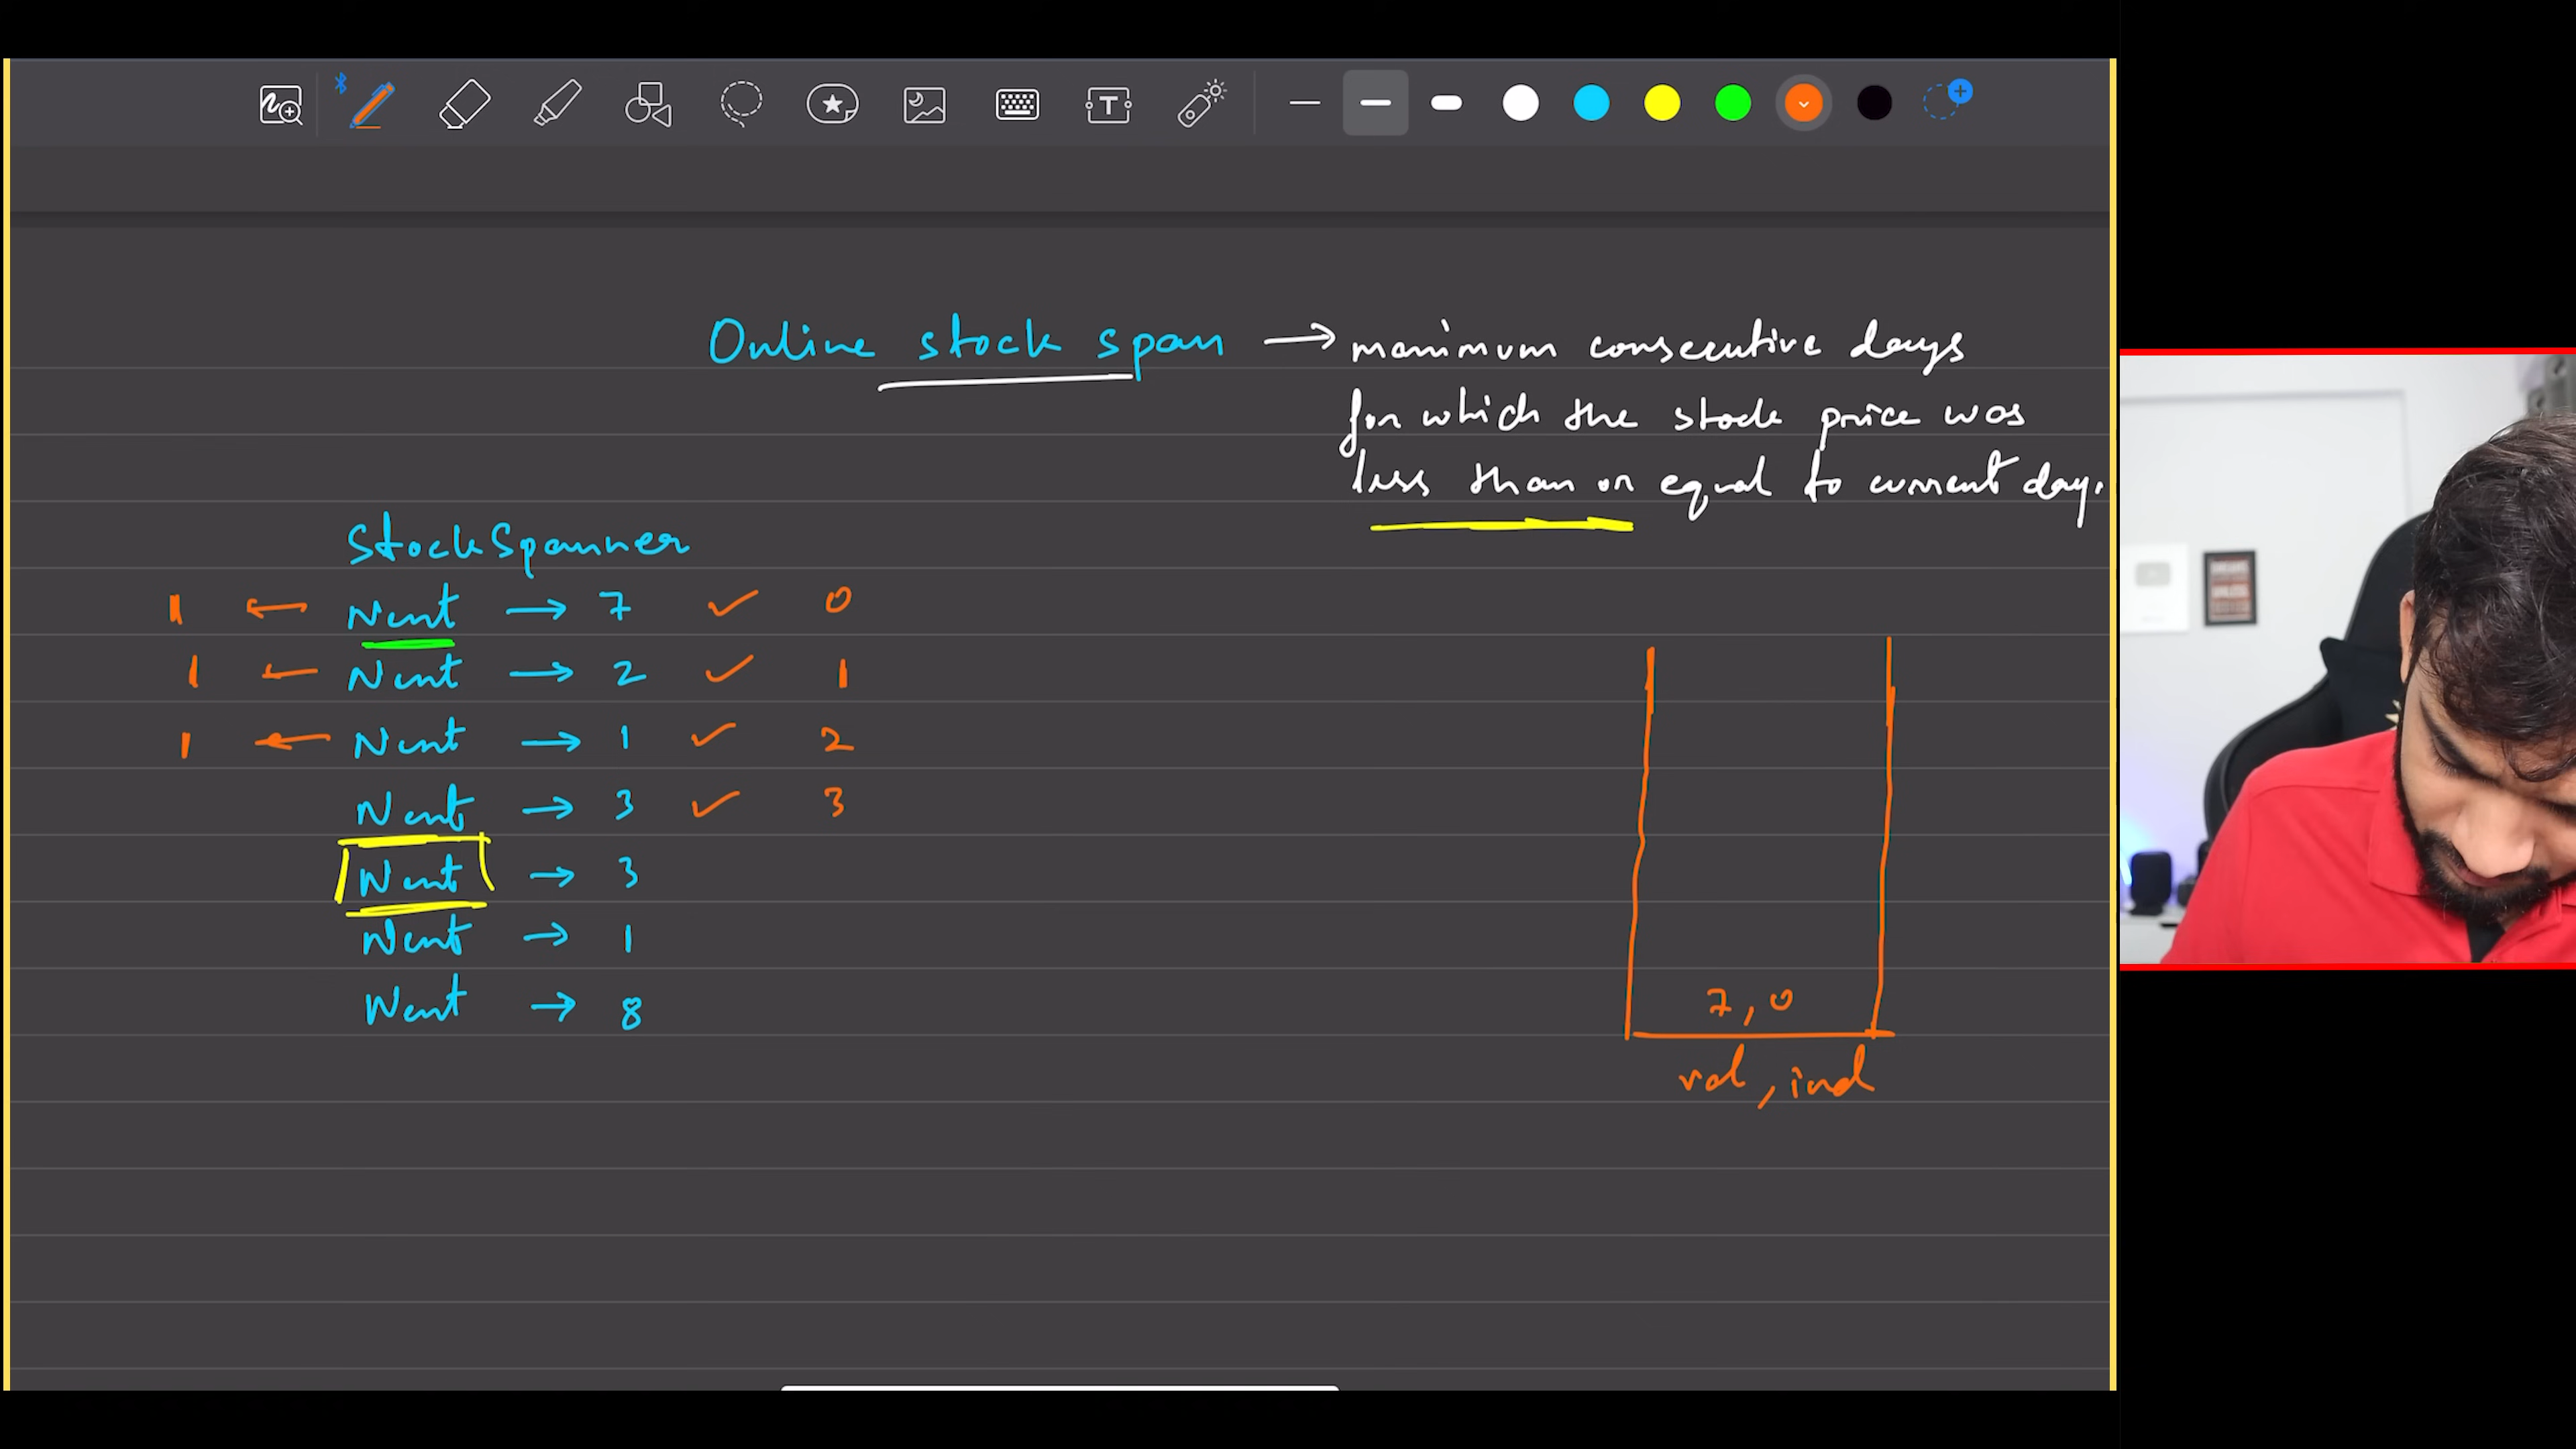 Online stock span → maximum consecutive days
for which the stock price was
less than or equal to current day.
StockSpanner
1 ← Next → 7 ✓ 0
1 ← Next → 2 ✓ 1
1 ← Next → 1 ✓ 2
Next → 3 ✓ 3
Next → 3
Next → 1
Next → 8
7, 0
val, ind